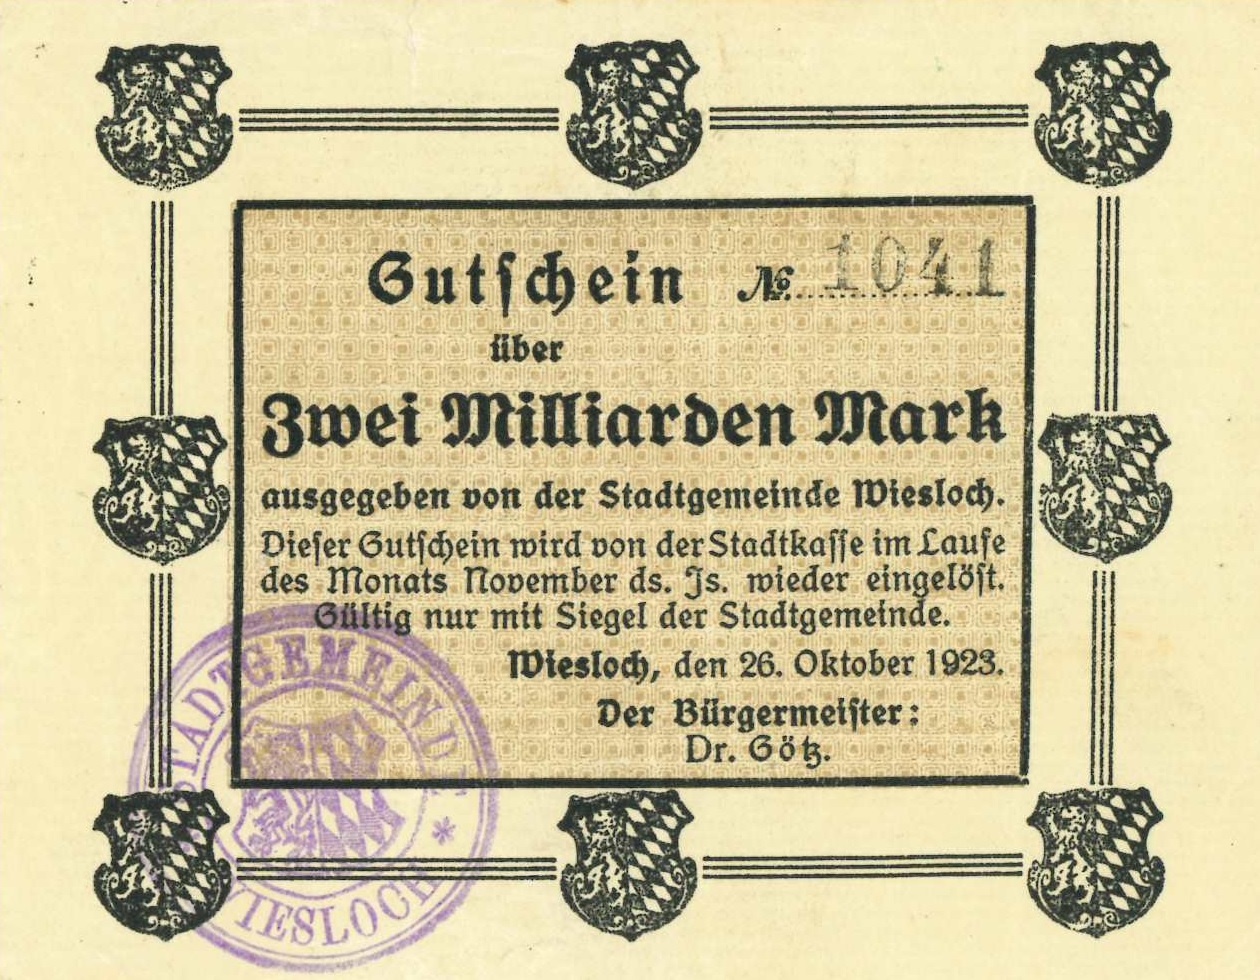 Gutſchein № 1041
über
Zwei Milliarden Mark
ausgegeben von der Stadtgemeinde Wiesloch.
Dieſer Gutſchein wird von der Stadtkaſſe im Laufe
des Monats November ds. Js. wieder eingelöſt.
Gültig nur mit Siegel der Stadtgemeinde.
Wiesloch, den 26. Oktober 1923.
Der Bürgermeiſter:
Dr. Götz.
STADTGEMEINDE
WIESLOCH